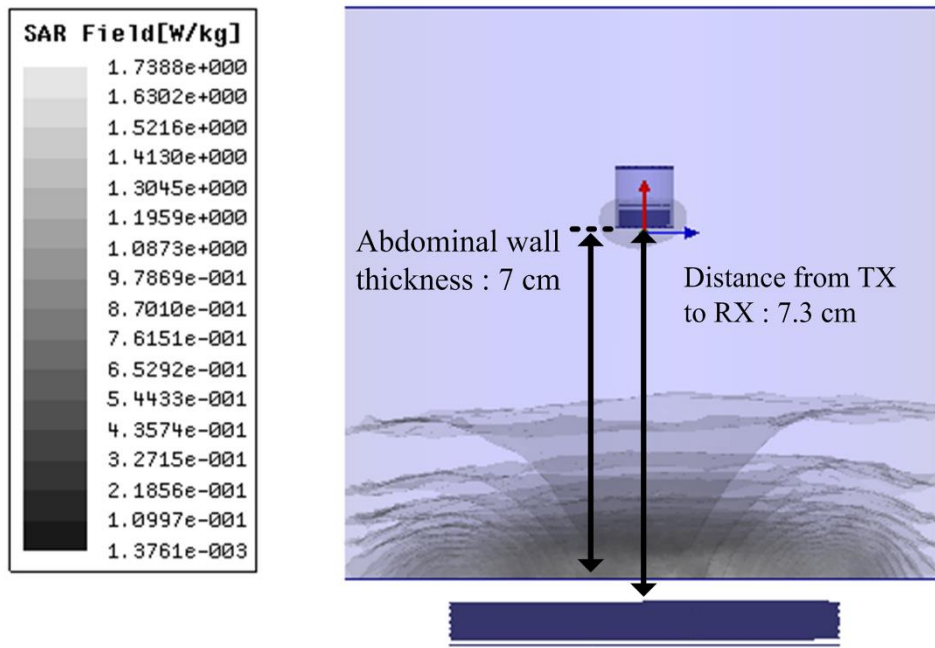 SAR Field[W/kg]
1.7388e+000
1.6302e+000
1.5216e+000
1.4130e+000
1.3045e+000
1.1959e+000
1.0873e+000
9.7869e-001
8.7010e-001
7.6151e-001
6.5292e-001
5.4433e-001
4.3574e-001
3.2715e-001
2.1856e-001
1.0997e-001
1.3761e-003
Abdominal wall
thickness : 7 cm
Distance from TX
to RX : 7.3 cm